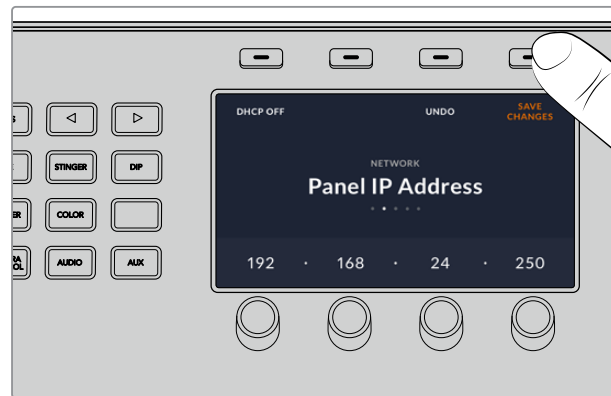 DHCP OFF
UNDO
SAVE
CHANGES
NETWORK
Panel IP Address
192 · 168 · 24 · 250
STINGER
DIP
COLOR
AUDIO
AUX